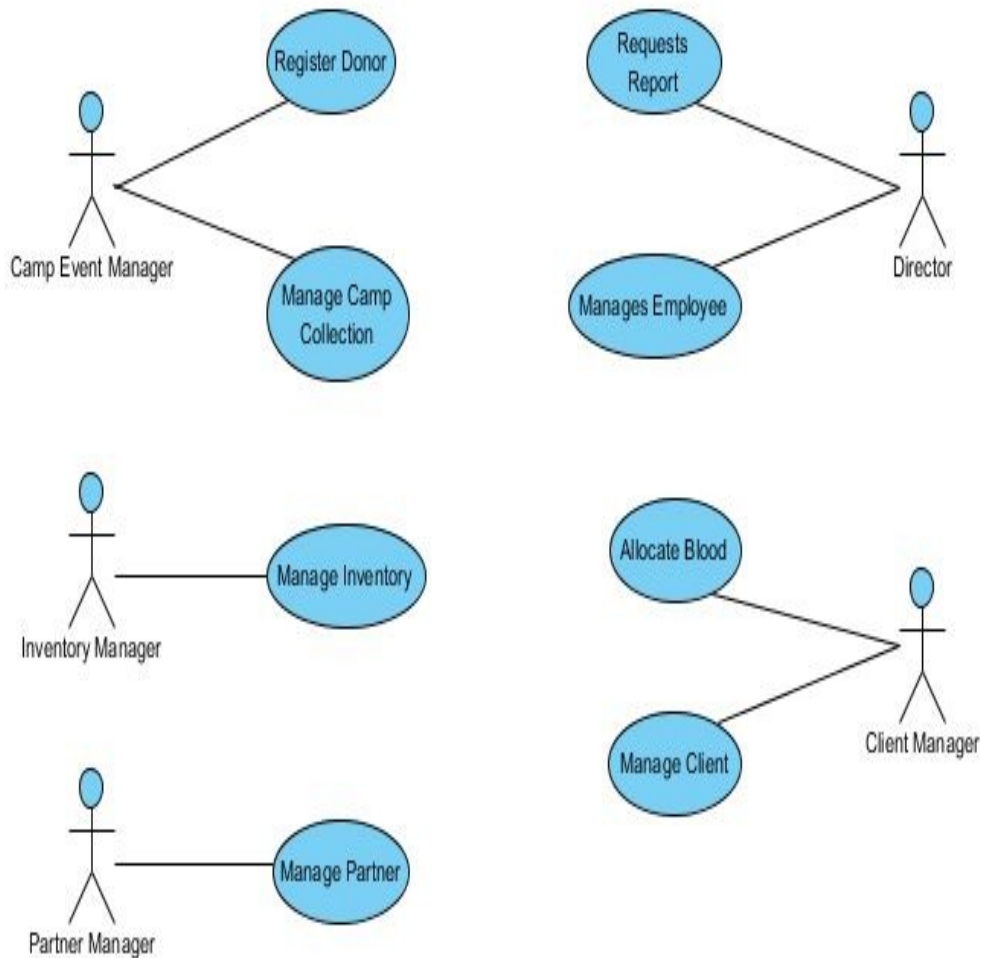 Register Donor
Requests
Report
Camp Event Manager
Director
Manage Camp
Collection
Manages Employee
Inventory Manager
Manage Inventory
Allocate Blood
Client Manager
Manage Client
Partner Manager
Manage Partner